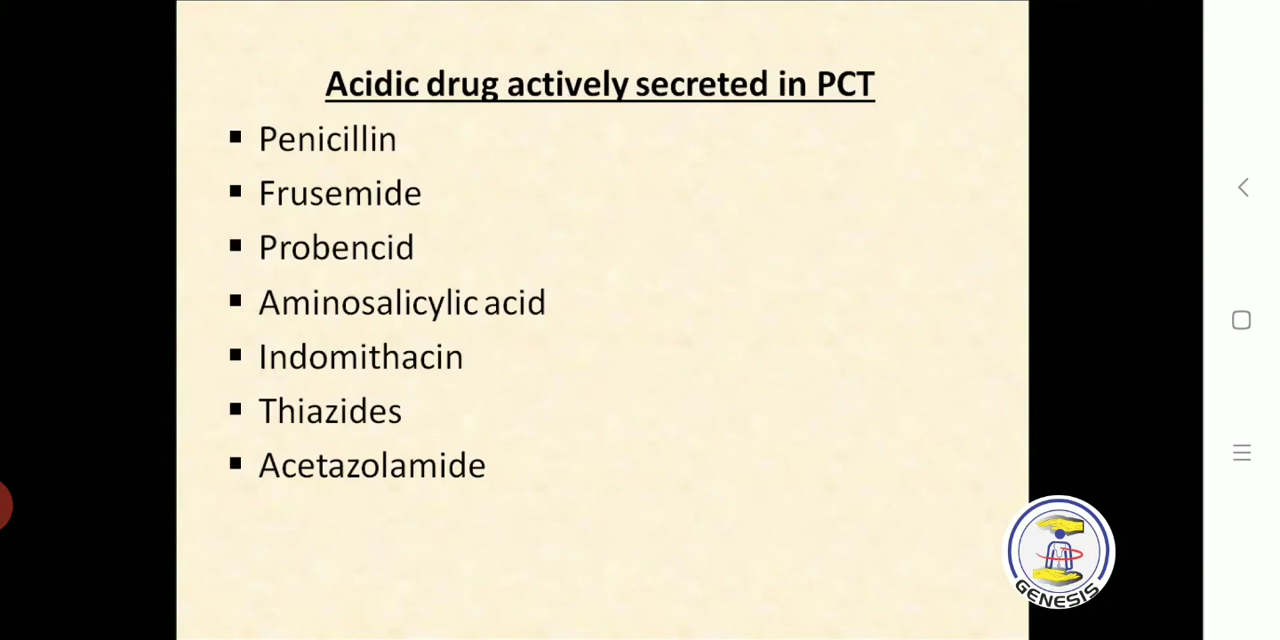 Acidic drug actively secreted in PCT
▪ Penicillin
▪ Frusemide
▪ Probencid
▪ Aminosalicylic acid
▪ Indomithacin
▪ Thiazides
▪ Acetazolamide
GENESIS